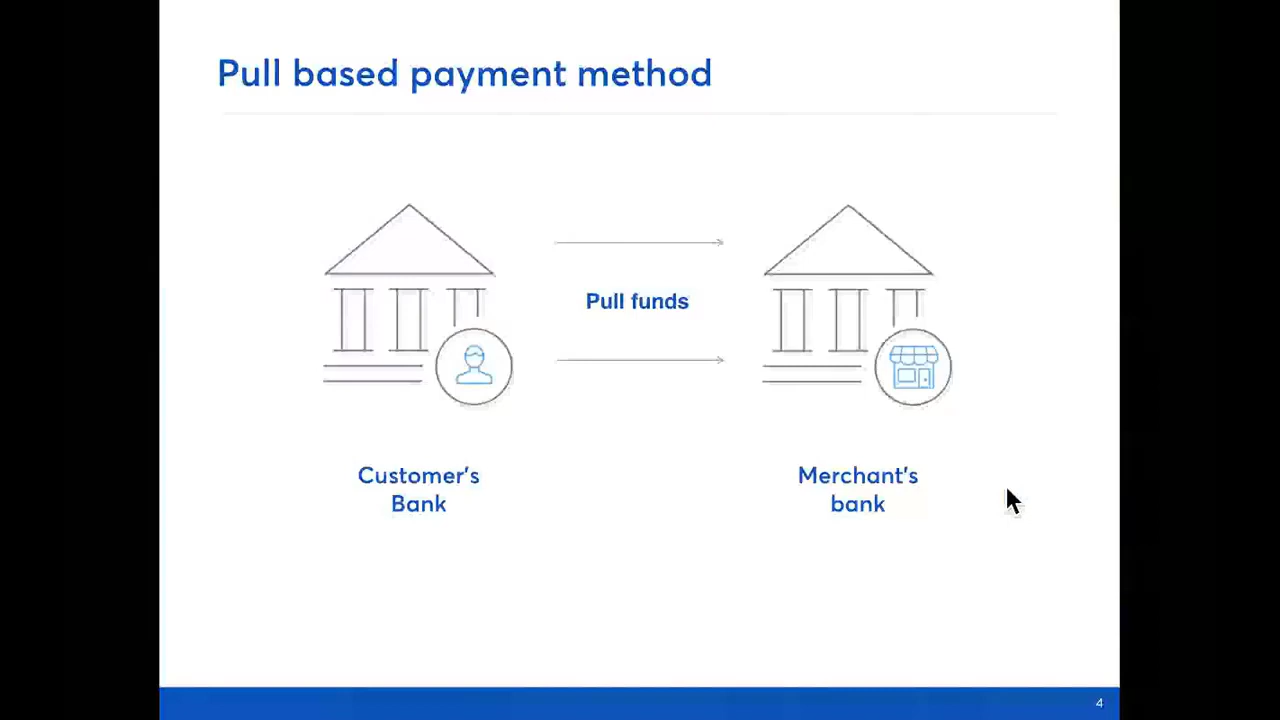 Pull based payment method
Pull funds
Customer's
Bank
Merchant's
bank
4